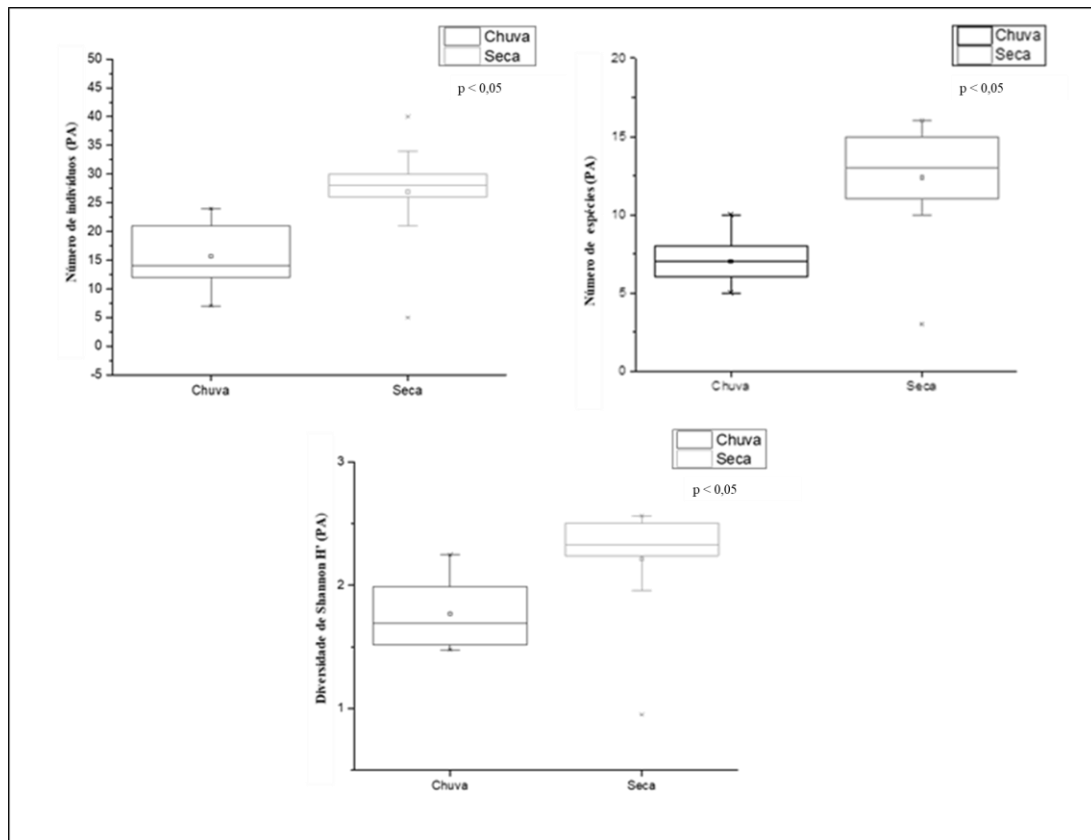 Chuva
Seca
p < 0,05
Número de indivíduos (PA)
50
45
40
35
30
25
20
15
10
5
0
-5
Chuva
Seca
Chuva
Seca
p < 0,05
Número de espécies (PA)
20
15
10
5
0
Chuva
Seca
Chuva
Seca
p < 0,05
Diversidade de Shannon H' (PA)
3
2
1
Chuva
Seca